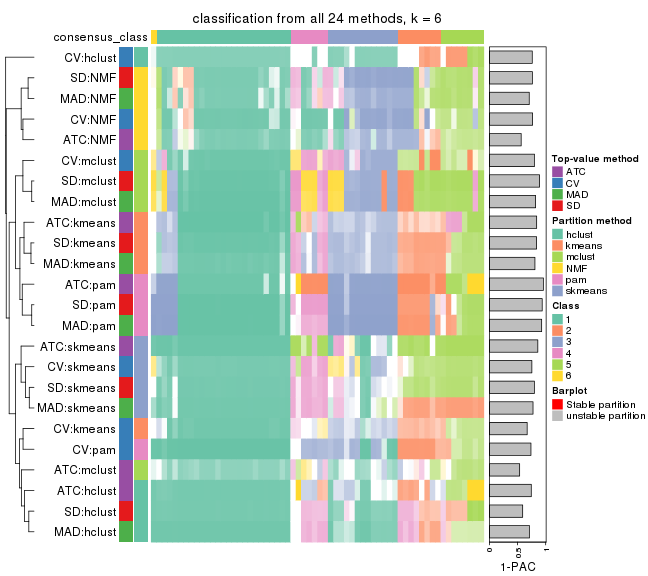 classification from all 24 methods, k = 6
consensus_class
CV:hclust
SD:NMF
MAD:NMF
CV:NMF
ATC:NMF
CV:mclust
SD:mclust
MAD:mclust
ATC:kmeans
SD:kmeans
MAD:kmeans
ATC:pam
SD:pam
MAD:pam
ATC:skmeans
CV:skmeans
SD:skmeans
MAD:skmeans
CV:kmeans
CV:pam
ATC:mclust
ATC:hclust
SD:hclust
MAD:hclust
0
0.5
1
1-PAC
Top-value method
ATC
CV
MAD
SD
Partition method
hclust
kmeans
mclust
NMF
pam
skmeans
Class
1
2
3
4
5
6
Barplot
Stable partition
unstable partition